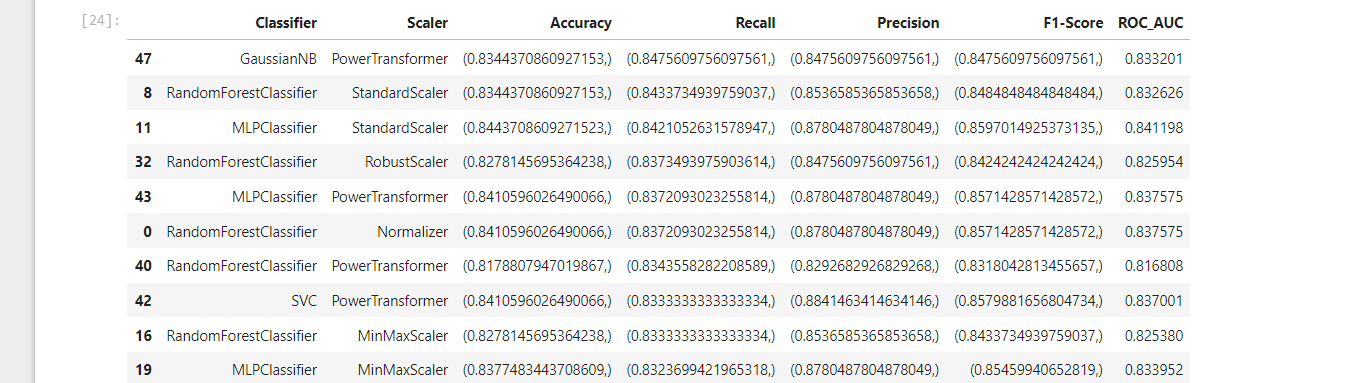 [24]:
Classifier Scaler Accuracy Recall Precision F1-Score ROC_AUC
47 GaussianNB PowerTransformer (0.8344370860927153,) (0.8475609756097561,) (0.8475609756097561,) (0.8475609756097561,) 0.833201
8 RandomForestClassifier StandardScaler (0.8344370860927153,) (0.8433734939759037,) (0.8536585365853658,) (0.8484848484848484,) 0.832626
11 MLPClassifier StandardScaler (0.8443708609271523,) (0.8421052631578947,) (0.8780487804878049,) (0.8597014925373135,) 0.841198
32 RandomForestClassifier RobustScaler (0.8278145695364238,) (0.8373493975903614,) (0.8475609756097561,) (0.8424242424242424,) 0.825954
43 MLPClassifier PowerTransformer (0.8410596026490066,) (0.8372093023255814,) (0.8780487804878049,) (0.8571428571428572,) 0.837575
0 RandomForestClassifier Normalizer (0.8410596026490066,) (0.8372093023255814,) (0.8780487804878049,) (0.8571428571428572,) 0.837575
40 RandomForestClassifier PowerTransformer (0.8178807947019867,) (0.8343558282208589,) (0.8292682926829268,) (0.8318042813455657,) 0.816808
42 SVC PowerTransformer (0.8410596026490066,) (0.8333333333333334,) (0.8841463414634146,) (0.8579881656804734,) 0.837001
16 RandomForestClassifier MinMaxScaler (0.8278145695364238,) (0.8333333333333334,) (0.8536585365853658,) (0.8433734939759037,) 0.825380
19 MLPClassifier MinMaxScaler (0.8377483443708609,) (0.8323699421965318,) (0.8780487804878049,) (0.85459940652819,) 0.833952